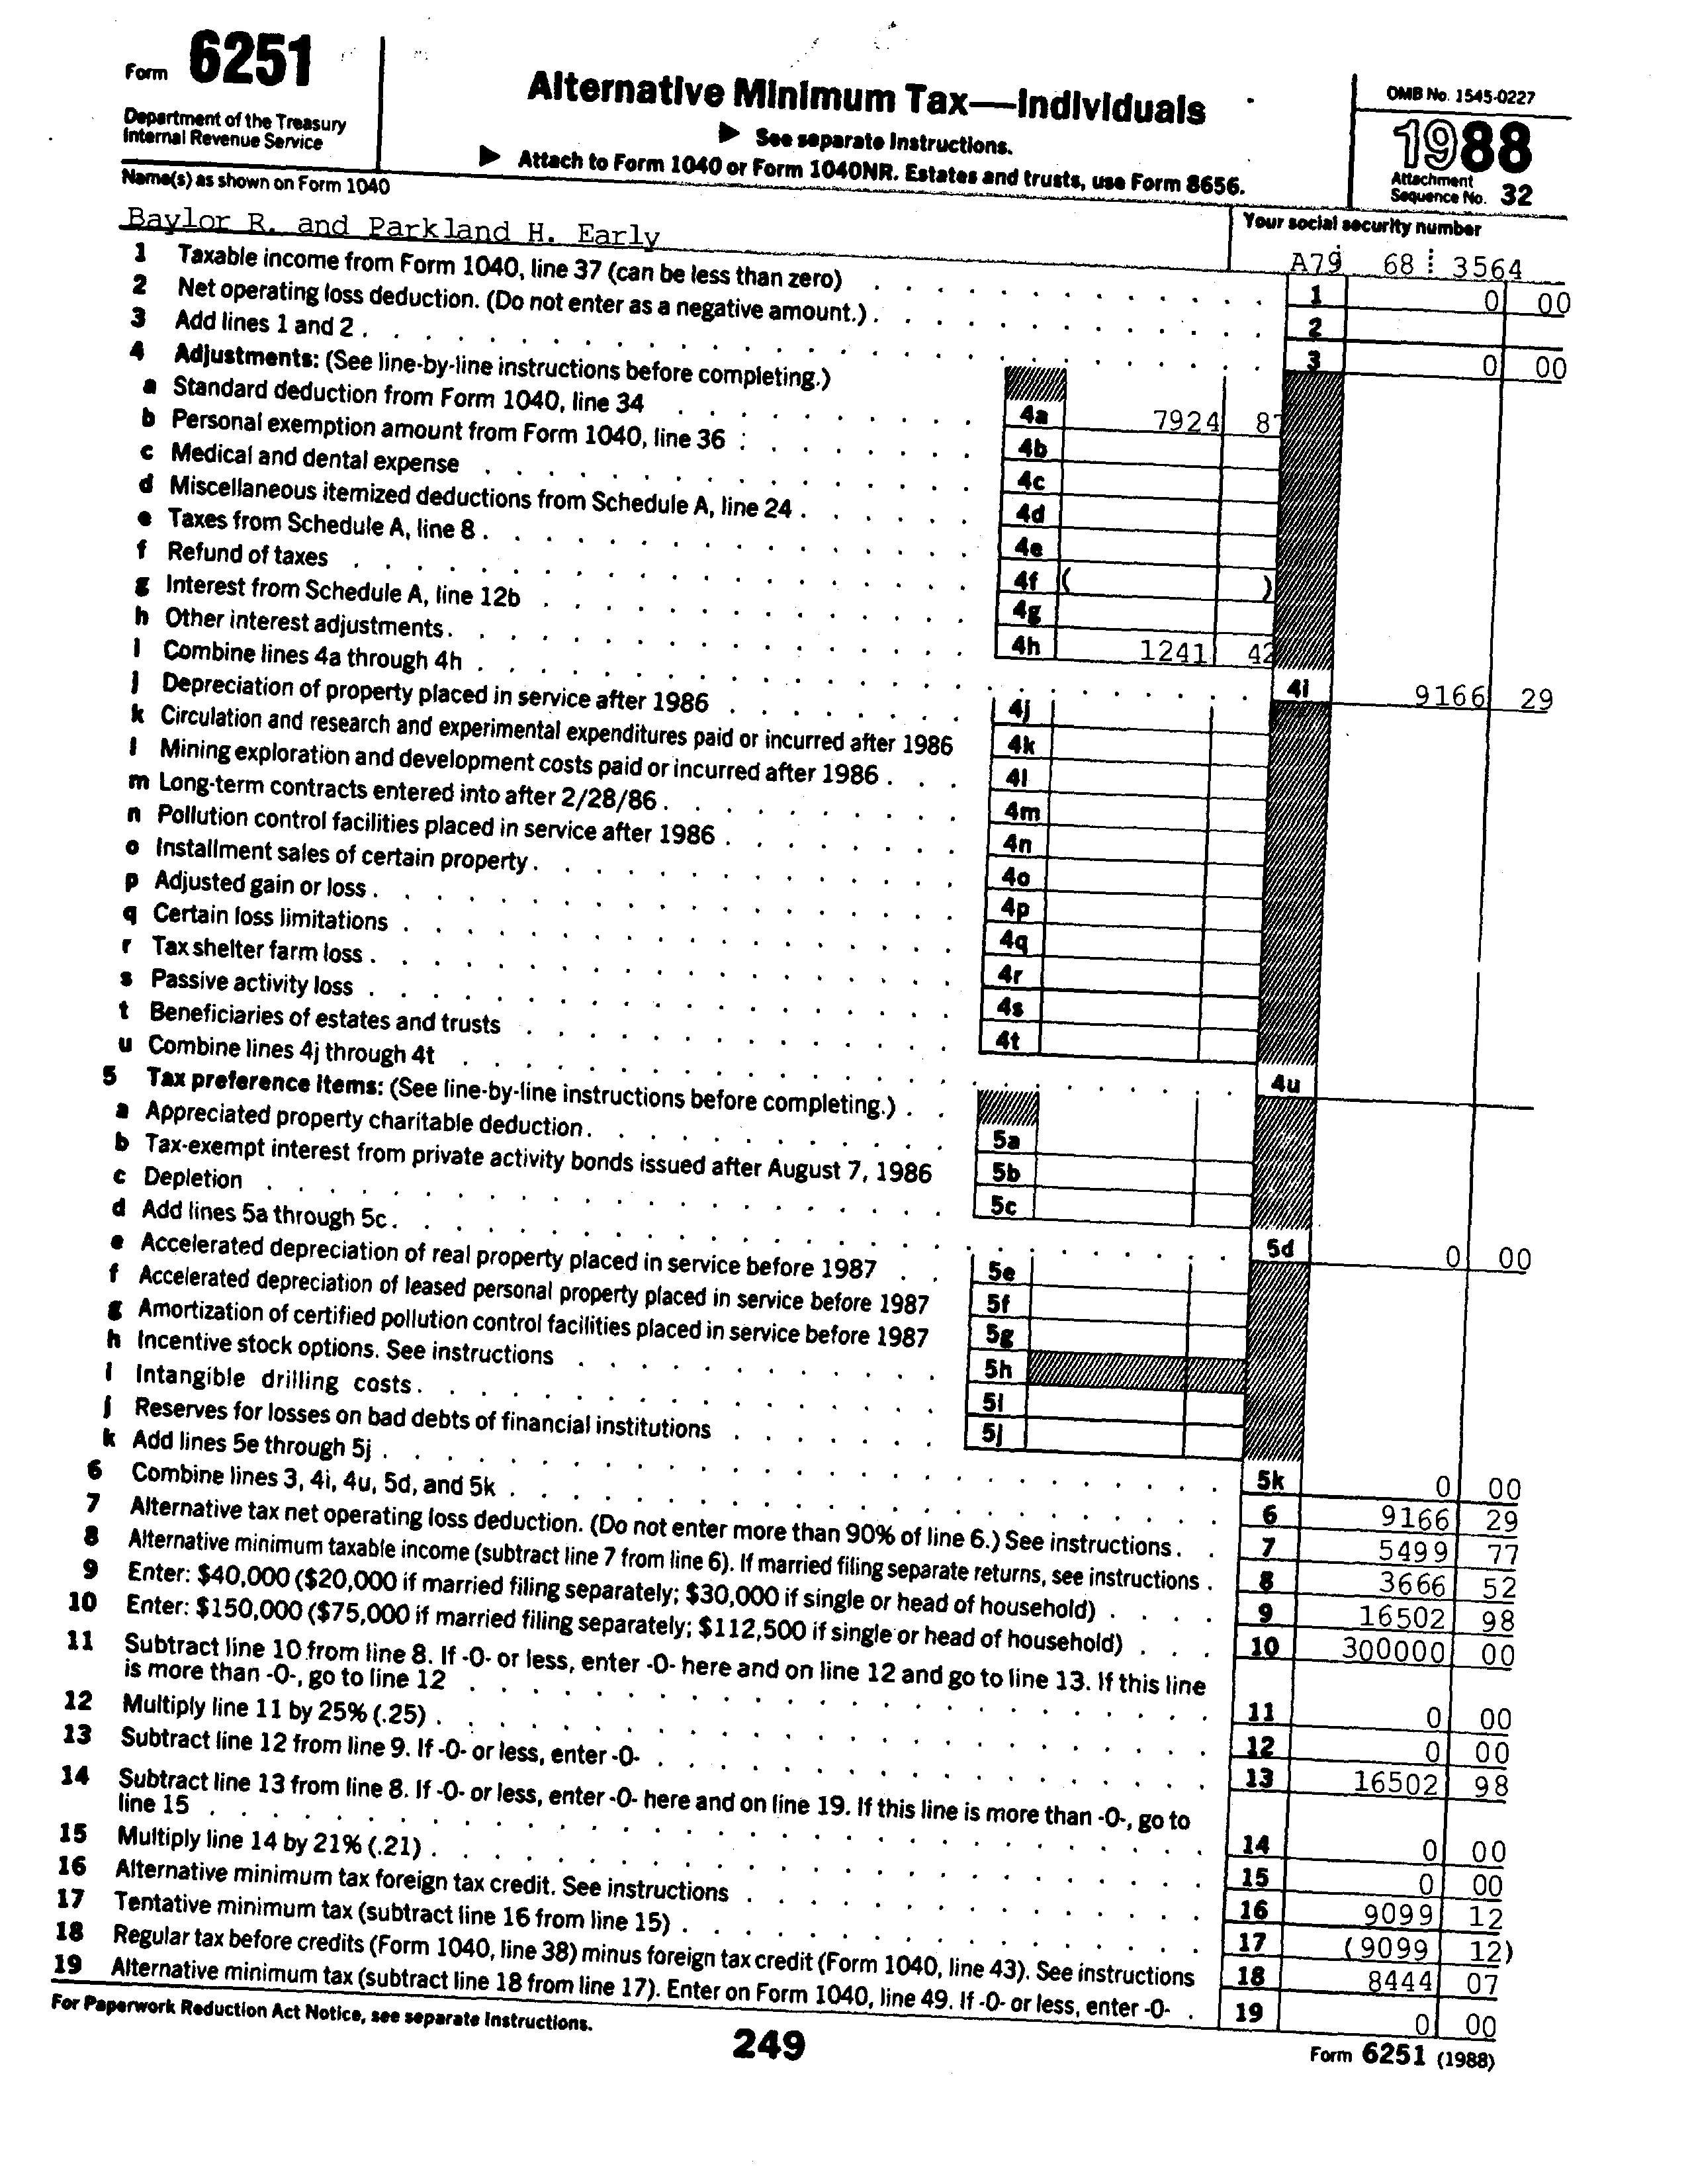 Form 6251
Department of the Treasury
Internal Revenue Service
Alternative Minimum Tax—Individuals
▶ See separate Instructions.
▶ Attach to Form 1040 or Form 1040NR. Estates and trusts, use Form 8656.
OMB No. 1545-0227
1988
Attachment
Sequence No. 32
Name(s) as shown on Form 1040
Your social security number
Baylor R. and Parkland H. Early
A79 68 3564
1 Taxable income from Form 1040, line 37 (can be less than zero) 1 0 00
2 Net operating loss deduction. (Do not enter as a negative amount.) 2
3 Add lines 1 and 2 3 0 00
4 Adjustments: (See line-by-line instructions before completing.)
a Standard deduction from Form 1040, line 34 4a 7924 87
b Personal exemption amount from Form 1040, line 36 4b
c Medical and dental expense 4c
d Miscellaneous itemized deductions from Schedule A, line 24 4d
e Taxes from Schedule A, line 8 4e
f Refund of taxes 4f ( )
g Interest from Schedule A, line 12b 4g
h Other interest adjustments 4h 1241 42
i Combine lines 4a through 4h 4i 9166 29
j Depreciation of property placed in service after 1986 4j
k Circulation and research and experimental expenditures paid or incurred after 1986 4k
l Mining exploration and development costs paid or incurred after 1986 4l
m Long-term contracts entered into after 2/28/86 4m
n Pollution control facilities placed in service after 1986 4n
o Installment sales of certain property 4o
p Adjusted gain or loss 4p
q Certain loss limitations 4q
r Tax shelter farm loss 4r
s Passive activity loss 4s
t Beneficiaries of estates and trusts 4t
u Combine lines 4j through 4t 4u
5 Tax preference items: (See line-by-line instructions before completing.)
a Appreciated property charitable deduction 5a
b Tax-exempt interest from private activity bonds issued after August 7, 1986 5b
c Depletion 5c
d Add lines 5a through 5c 5d 0 00
e Accelerated depreciation of real property placed in service before 1987 5e
f Accelerated depreciation of leased personal property placed in service before 1987 5f
g Amortization of certified pollution control facilities placed in service before 1987 5g
h Incentive stock options. See instructions 5h
i Intangible drilling costs 5i
j Reserves for losses on bad debts of financial institutions 5j
k Add lines 5e through 5j 5k 0 00
6 Combine lines 3, 4i, 4u, 5d, and 5k 6 9166 29
7 Alternative tax net operating loss deduction. (Do not enter more than 90% of line 6.) See instructions 7 5499 77
8 Alternative minimum taxable income (subtract line 7 from line 6). If married filing separate returns, see instructions 8 3666 52
9 Enter: $40,000 ($20,000 if married filing separately; $30,000 if single or head of household) 9 16502 98
10 Enter: $150,000 ($75,000 if married filing separately; $112,500 if single or head of household) 10 300000 00
11 Subtract line 10 from line 8. If -0- or less, enter -0- here and on line 12 and go to line 13. If this line
is more than -0-, go to line 12 11 0 00
12 Multiply line 11 by 25% (.25) 12 0 00
13 Subtract line 12 from line 9. If -0- or less, enter -0- 13 16502 98
14 Subtract line 13 from line 8. If -0- or less, enter -0- here and on line 19. If this line is more than -0-, go to
line 15 14 0 00
15 Multiply line 14 by 21% (.21) 15 0 00
16 Alternative minimum tax foreign tax credit. See instructions 16 9099 12
17 Tentative minimum tax (subtract line 16 from line 15) 17 (9099 12)
18 Regular tax before credits (Form 1040, line 38) minus foreign tax credit (Form 1040, line 43). See instructions 18 8444 07
19 Alternative minimum tax (subtract line 18 from line 17). Enter on Form 1040, line 49. If -0- or less, enter -0- 19 0 00
For Paperwork Reduction Act Notice, see separate Instructions.
249
Form 6251 (1988)